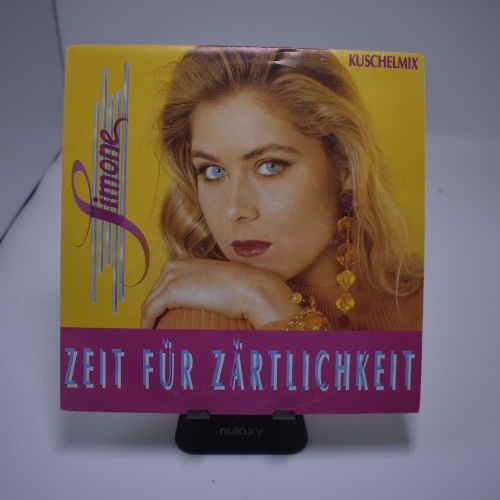 KUSCHELMIX
Simone
ZEIT FÜR ZÄRTLICHKEIT
nulaxy